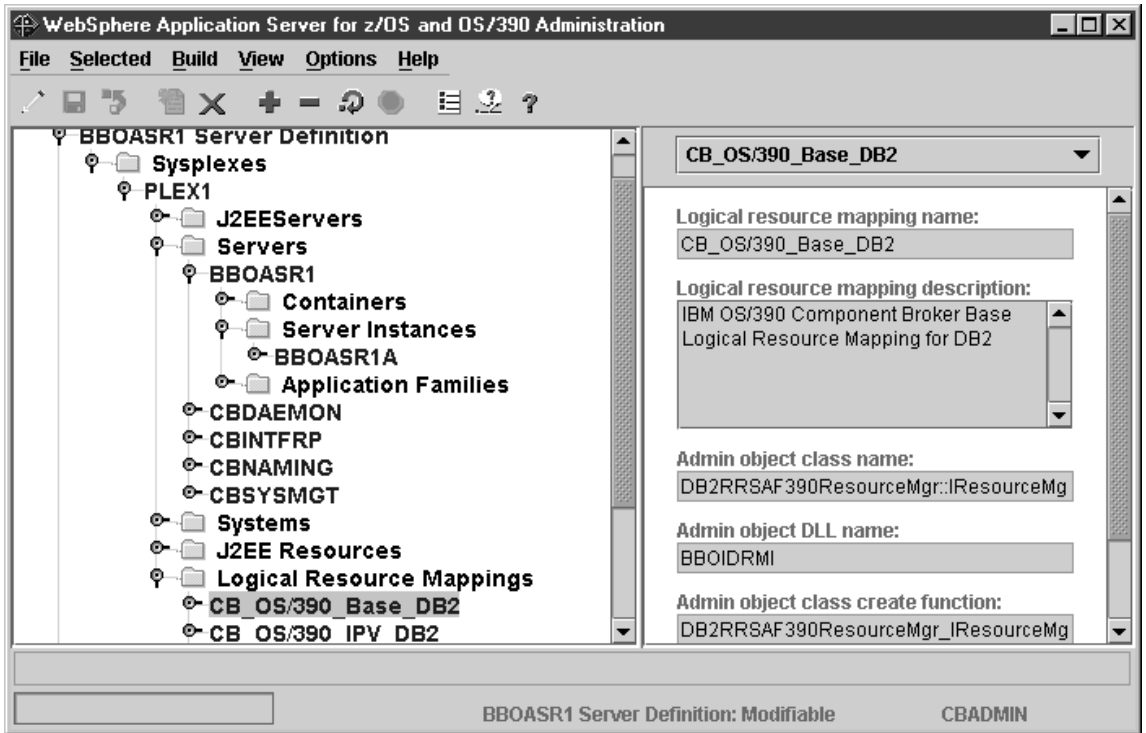 WebSphere Application Server for z/OS and OS/390 Administration
File Selected Build View Options Help
BBOASR1 Server Definition
Sysplexes
PLEX1
J2EEServers
Servers
BBOASR1
Containers
Server Instances
BBOASR1A
Application Families
CBDAEMON
CBINTFRP
CBNAMING
CBSYSMGT
Systems
J2EE Resources
Logical Resource Mappings
CB_OS/390_Base_DB2
CB_OS/390_IPV_DB2
CB_OS/390_Base_DB2
Logical resource mapping name:
CB_OS/390_Base_DB2
Logical resource mapping description:
IBM OS/390 Component Broker Base
Logical Resource Mapping for DB2
Admin object class name:
DB2RRSAF390ResourceMgr::IResourceMg
Admin object DLL name:
BBOIDRMI
Admin object class create function:
DB2RRSAF390ResourceMgr_IResourceMg
BBOASR1 Server Definition: Modifiable CBADMIN